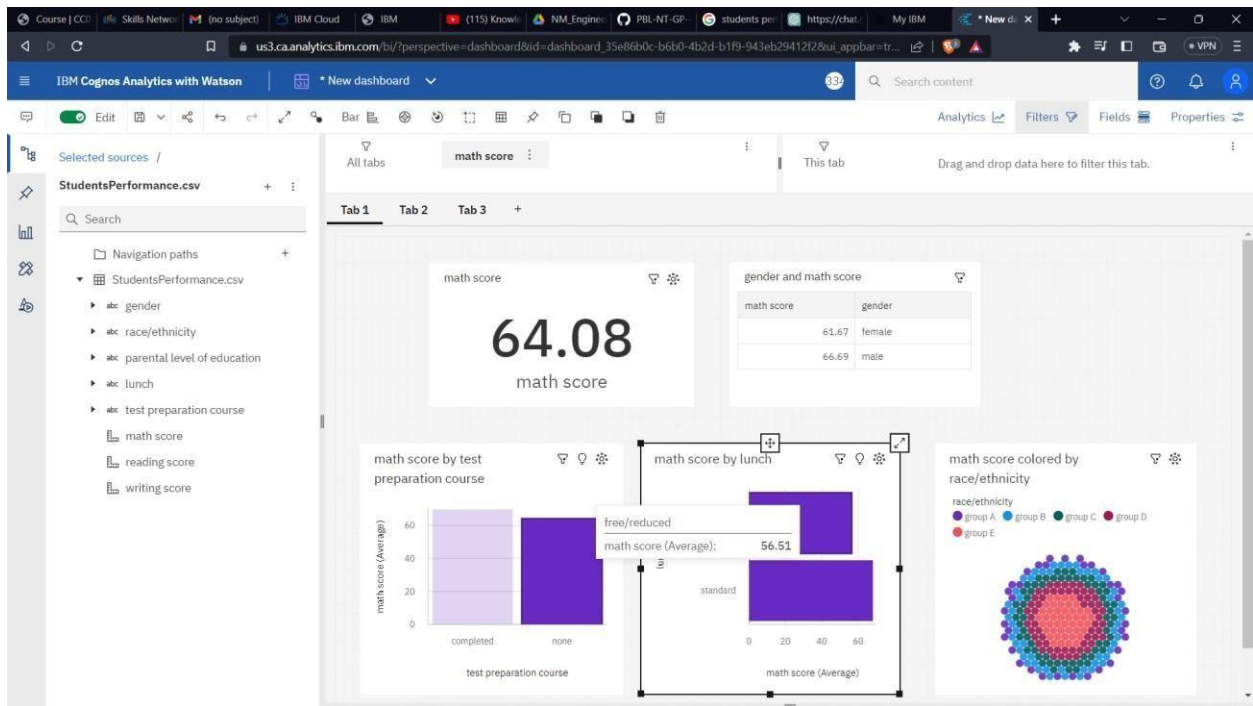 Course | CC
Skills Networ
(no subject)
IBM Cloud
IBM
(115) Knowl
NM_Enginee
PBL-NT-GP-
students per
https://chat.
My IBM
* New d
us3.ca.analytics.ibm.com/bi/?perspective=dashboard&id=dashboard_35e86b0c-b6b0-4b2d-b1f9-943eb29412f2&ui_appbar=tr...
VPN
IBM Cognos Analytics with Watson
* New dashboard
334
Search content
Edit
Bar
Analytics
Filters
Fields
Properties
Selected sources /
All tabs
math score
This tab
Drag and drop data here to filter this tab.
StudentsPerformance.csv
Search
Tab 1 Tab 2 Tab 3 +
Navigation paths
StudentsPerformance.csv
abc gender
abc race/ethnicity
abc parental level of education
abc lunch
abc test preparation course
math score
reading score
writing score
math score
64.08
math score
gender and math score
math score gender
61.67 female
66.69 male
math score by test
preparation course
math score (Average)
60
40
20
0
completed none
test preparation course
math score by lunch
free/reduced
math score (Average): 56.51
standard
0 20 40 60
math score (Average)
math score colored by
race/ethnicity
race/ethnicity
group A group B group C group D
group E